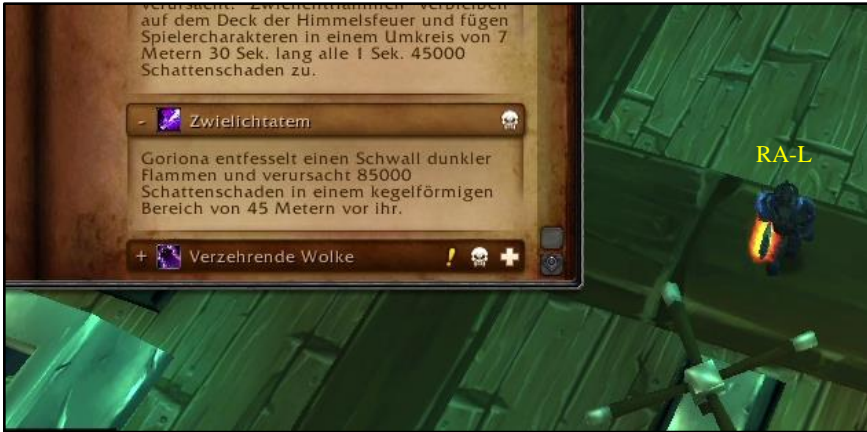 verursacht. "Zwielichtflammen" verbleiben
auf dem Deck der Himmelsfeuer und fügen
Spielercharakteren in einem Umkreis von 7
Metern 30 Sek. lang alle 1 Sek. 45000
Schattenschaden zu.
- Zwielichtatem
Goriona entfesselt einen Schwall dunkler
Flammen und verursacht 85000
Schattenschaden in einem kegelförmigen
Bereich von 45 Metern vor ihr.
+ Verzehrende Wolke
RA-L